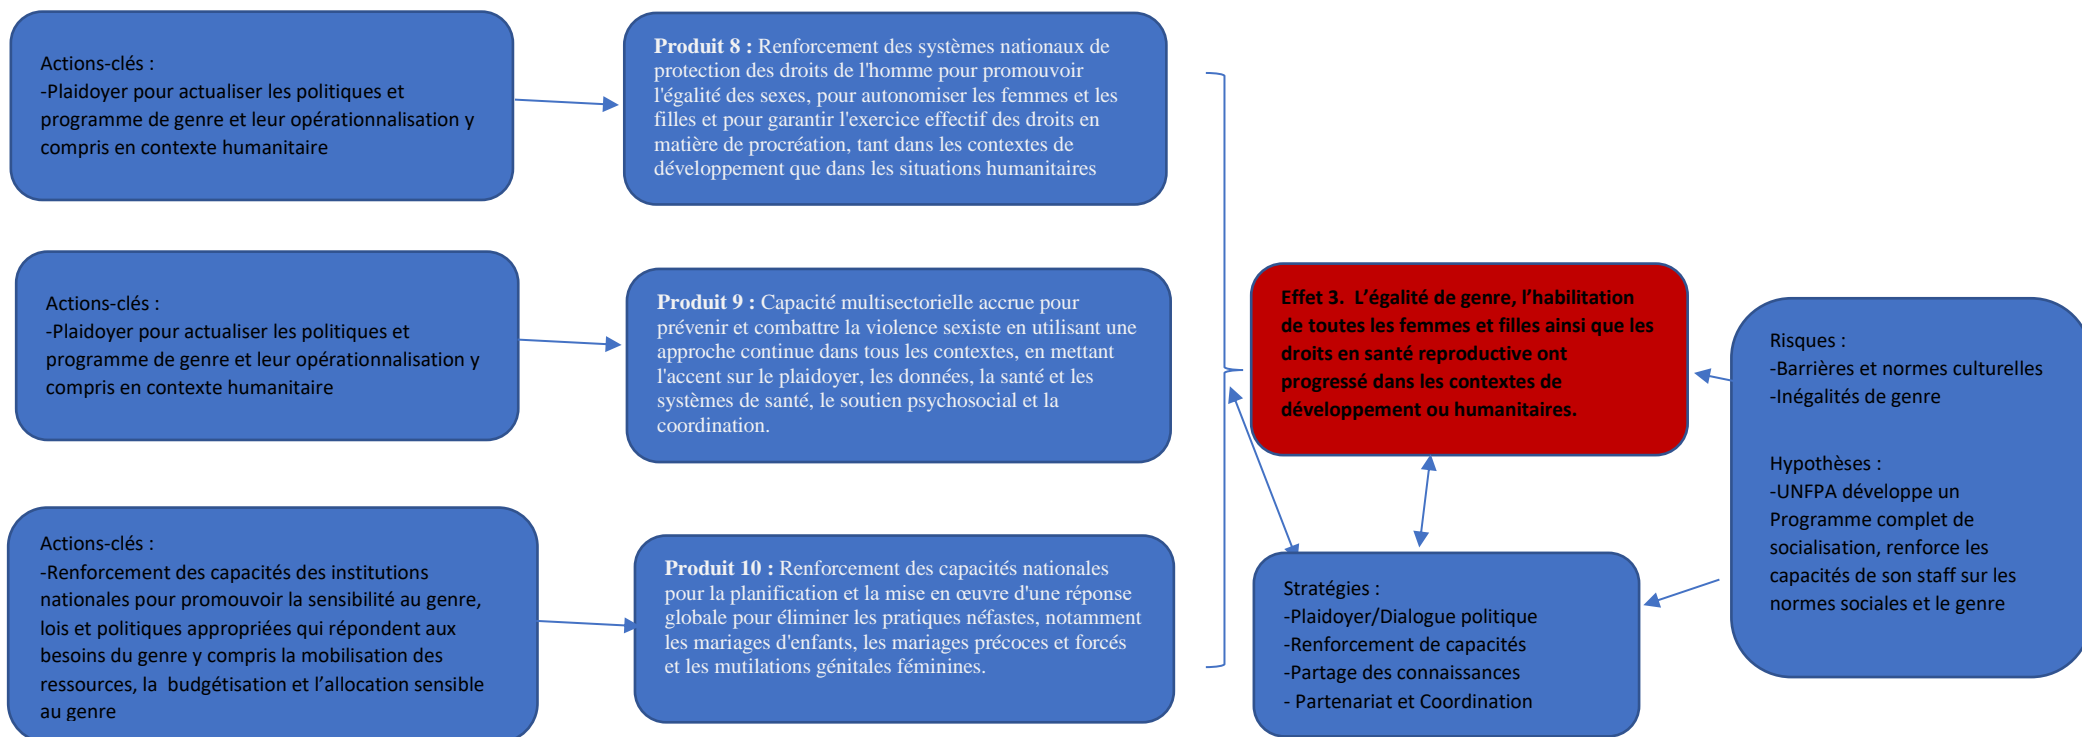 Actions-clés :
-Plaidoyer pour actualiser les politiques et
programme de genre et leur opérationnalisation y
compris en contexte humanitaire
Produit 8 : Renforcement des systèmes nationaux de
protection des droits de l'homme pour promouvoir
l'égalité des sexes, pour autonomiser les femmes et les
filles et pour garantir l'exercice effectif des droits en
matière de procréation, tant dans les contextes de
développement que dans les situations humanitaires
Actions-clés :
-Plaidoyer pour actualiser les politiques et
programme de genre et leur opérationnalisation y
compris en contexte humanitaire
Produit 9 : Capacité multisectorielle accrue pour
prévenir et combattre la violence sexiste en utilisant une
approche continue dans tous les contextes, en mettant
l'accent sur le plaidoyer, les données, la santé et les
systèmes de santé, le soutien psychosocial et la
coordination.
Actions-clés :
-Renforcement des capacités des institutions
nationales pour promouvoir la sensibilité au genre,
lois et politiques appropriées qui répondent aux
besoins du genre y compris la mobilisation des
ressources, la  budgétisation et l’allocation sensible
au genre
Produit 10 : Renforcement des capacités nationales
pour la planification et la mise en œuvre d'une réponse
globale pour éliminer les pratiques néfastes, notamment
les mariages d'enfants, les mariages précoces et forcés
et les mutilations génitales féminines.
Effet 3.  L’égalité de genre, l’habilitation
de toutes les femmes et filles ainsi que les
droits en santé reproductive ont
progressé dans les contextes de
développement ou humanitaires.
Stratégies :
-Plaidoyer/Dialogue politique
-Renforcement de capacités
-Partage des connaissances
- Partenariat et Coordination
Risques :
-Barrières et normes culturelles
-Inégalités de genre
Hypothèses :
-UNFPA développe un
Programme complet de
socialisation, renforce les
capacités de son staff sur les
normes sociales et le genre